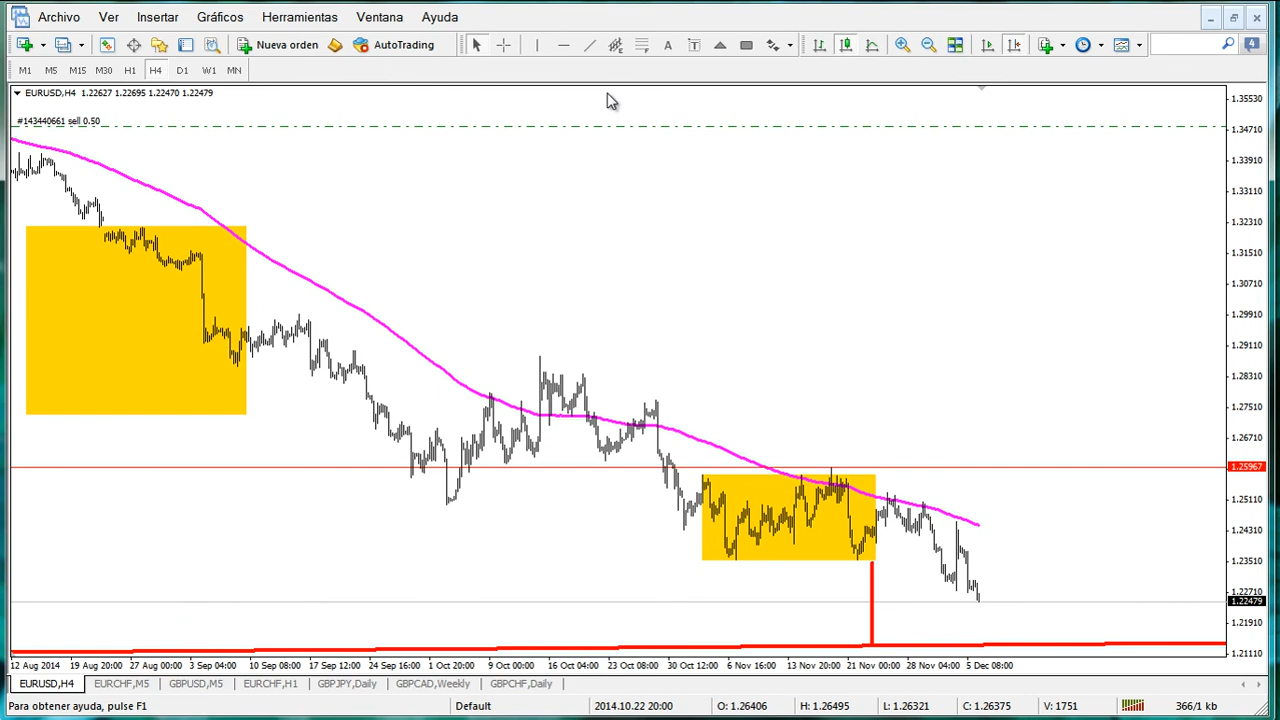 Archivo Ver Insertar Gráficos Herramientas Ventana Ayuda
Nueva orden AutoTrading A T 4
M1 M5 M15 M30 H1 H4 D1 W1 MN
EURUSD,H4 1.22627 1.22695 1.22470 1.22479
#143440661 sell 0.50
1.35530
1.34710
1.33910
1.33110
1.32310
1.31510
1.30710
1.29910
1.29110
1.28310
1.27510
1.26710
1.25967
1.25110
1.24310
1.23510
1.22710
1.22479
1.21910
1.21110
12 Aug 2014 19 Aug 20:00 27 Aug 00:00 3 Sep 04:00 10 Sep 08:00 17 Sep 12:00 24 Sep 16:00 1 Oct 20:00 9 Oct 00:00 16 Oct 04:00 23 Oct 08:00 30 Oct 12:00 6 Nov 16:00 13 Nov 20:00 21 Nov 00:00 28 Nov 04:00 5 Dec 08:00
EURUSD,H4 EURCHF,M5 GBPUSD,M5 EURCHF,H1 GBPJPY,Daily GBPCAD,Weekly GBPCHF,Daily
Para obtener ayuda, pulse F1 Default 2014.10.22 20:00 O: 1.26406 H: 1.26495 L: 1.26321 C: 1.26375 V: 1751 366/1 kb